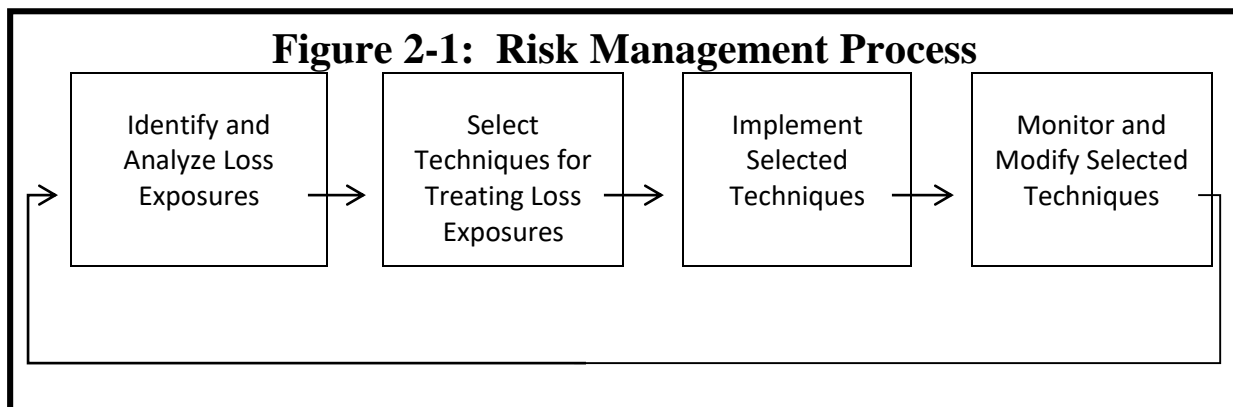 Figure 2-1: Risk Management Process
Identify and
Analyze Loss
Exposures
Select
Techniques for
Treating Loss
Exposures
Implement
Selected
Techniques
Monitor and
Modify Selected
Techniques